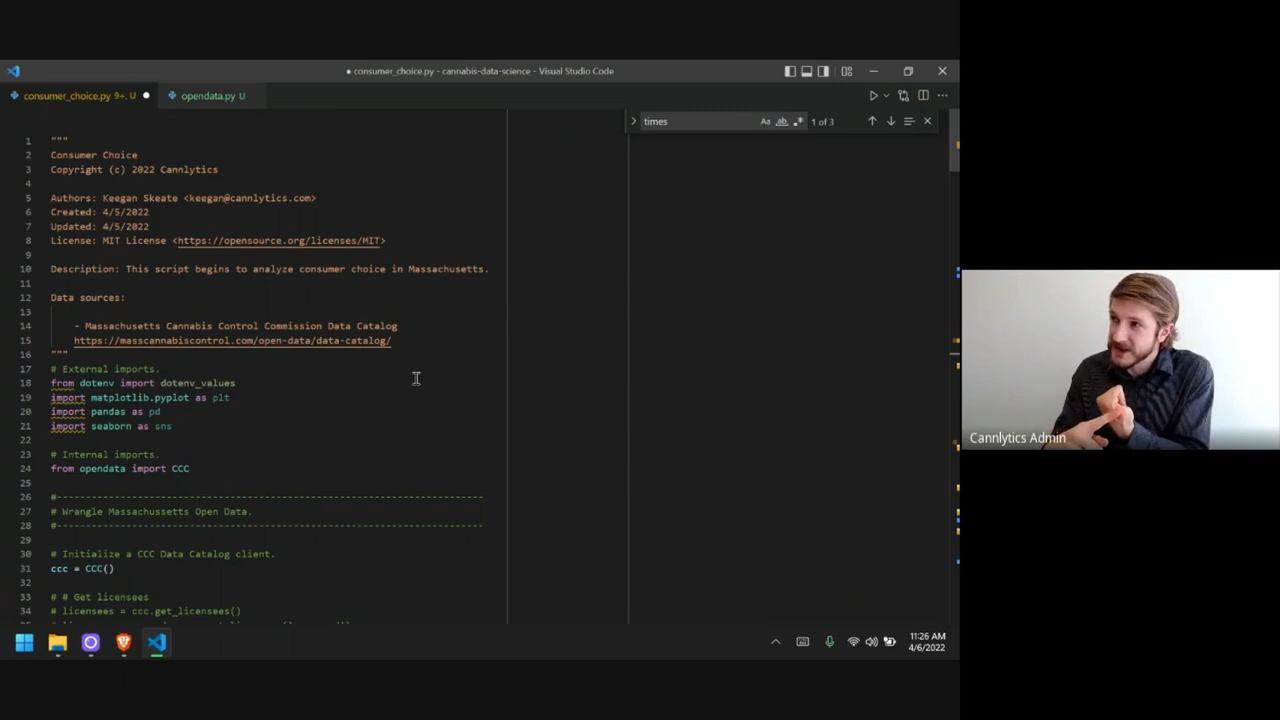 consumer_choice.py - cannabis-data-science - Visual Studio Code
consumer_choice.py 9+, U
opendata.py U
times
Aa ab .*
1 of 3
1 """
2 Consumer Choice
3 Copyright (c) 2022 Cannlytics
4
5 Authors: Keegan Skeate <keegan@cannlytics.com>
6 Created: 4/5/2022
7 Updated: 4/5/2022
8 License: MIT License <https://opensource.org/licenses/MIT>
9
10 Description: This script begins to analyze consumer choice in Massachusetts.
11
12 Data sources:
13
14 - Massachusetts Cannabis Control Commission Data Catalog
15 https://masscannabiscontrol.com/open-data/data-catalog/
16 """
17 # External imports.
18 from dotenv import dotenv_values
19 import matplotlib.pyplot as plt
20 import pandas as pd
21 import seaborn as sns
22
23 # Internal imports.
24 from opendata import CCC
25
26 #--------------------------------------------------------------------------
27 # Wrangle Massachussetts Open Data.
28 #--------------------------------------------------------------------------
29
30 # Initialize a CCC Data Catalog client.
31 ccc = CCC()
32
33 # # Get licensees
34 # licensees = ccc.get_licensees()
11:26 AM
4/6/2022
Cannlytics Admin